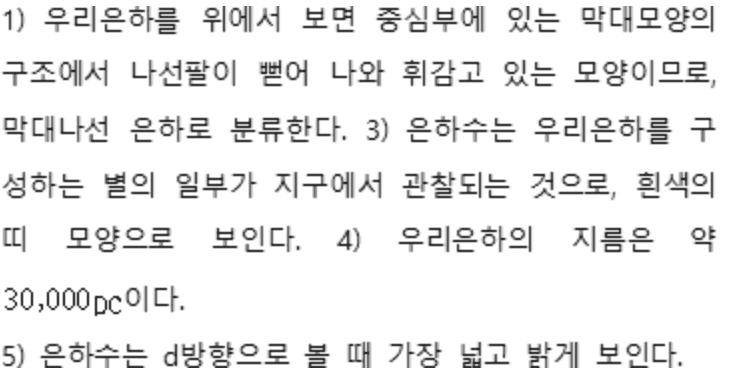 1) 우리은하를 위에서 보면 중심부에 있는 막대모양의
구조에서 나선팔이 뻗어 나와 휘감고 있는 모양이므로,
막대나선 은하로 분류한다. 3) 은하수는 우리은하를 구
성하는 별의 일부가 지구에서 관찰되는 것으로, 흰색의
띠 모양으로 보인다. 4) 우리은하의 지름은 약
30,000pc이다.
5) 은하수는 d방향으로 볼 때 가장 넓고 밝게 보인다.